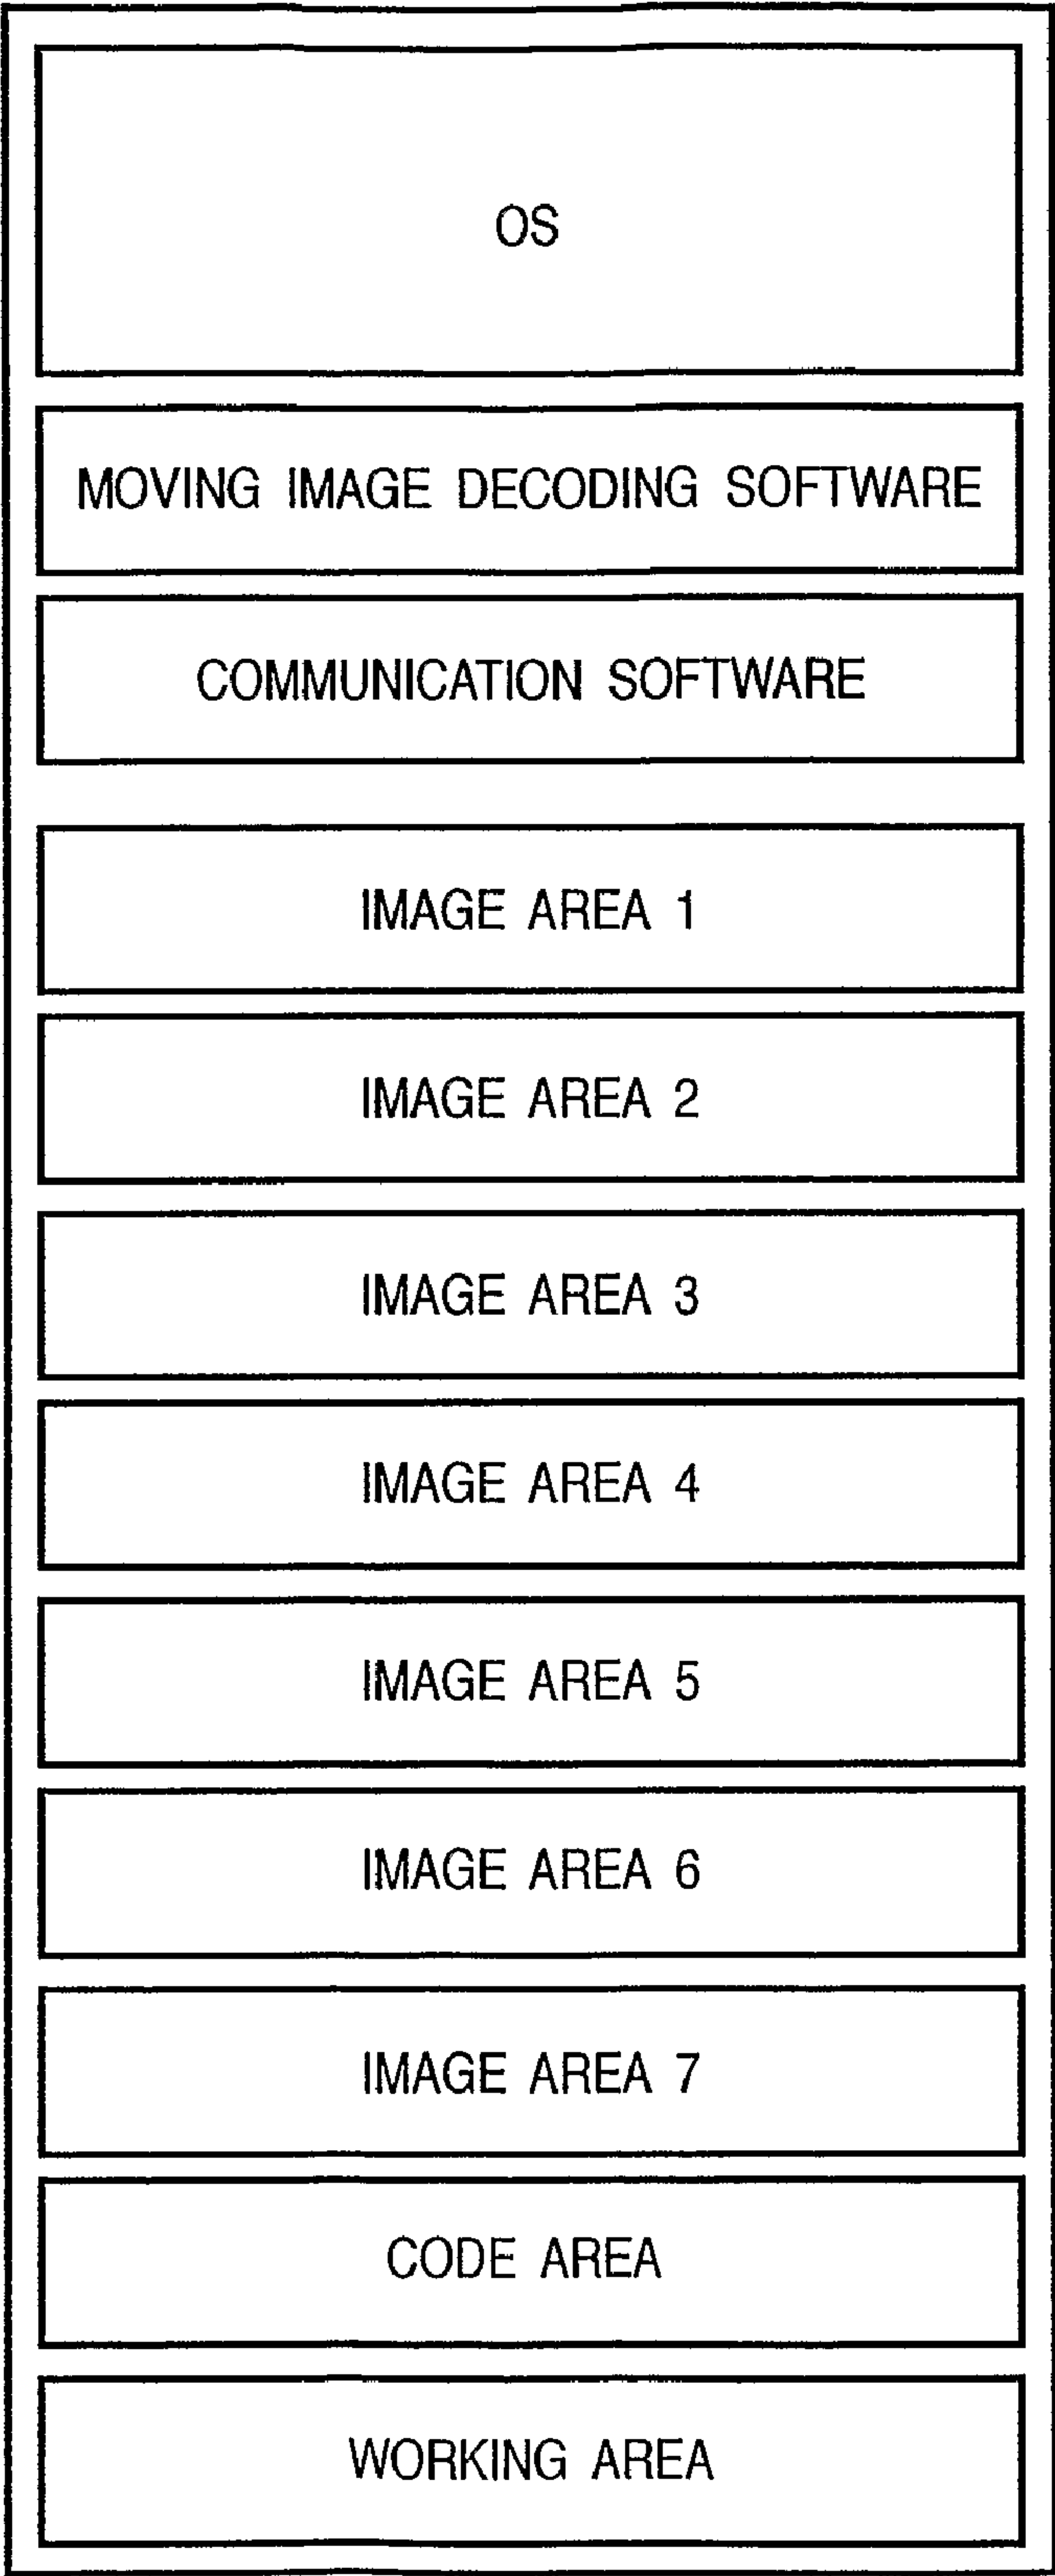 OS
MOVING IMAGE DECODING SOFTWARE
COMMUNICATION SOFTWARE
IMAGE AREA 1
IMAGE AREA 2
IMAGE AREA 3
IMAGE AREA 4
IMAGE AREA 5
IMAGE AREA 6
IMAGE AREA 7
CODE AREA
WORKING AREA